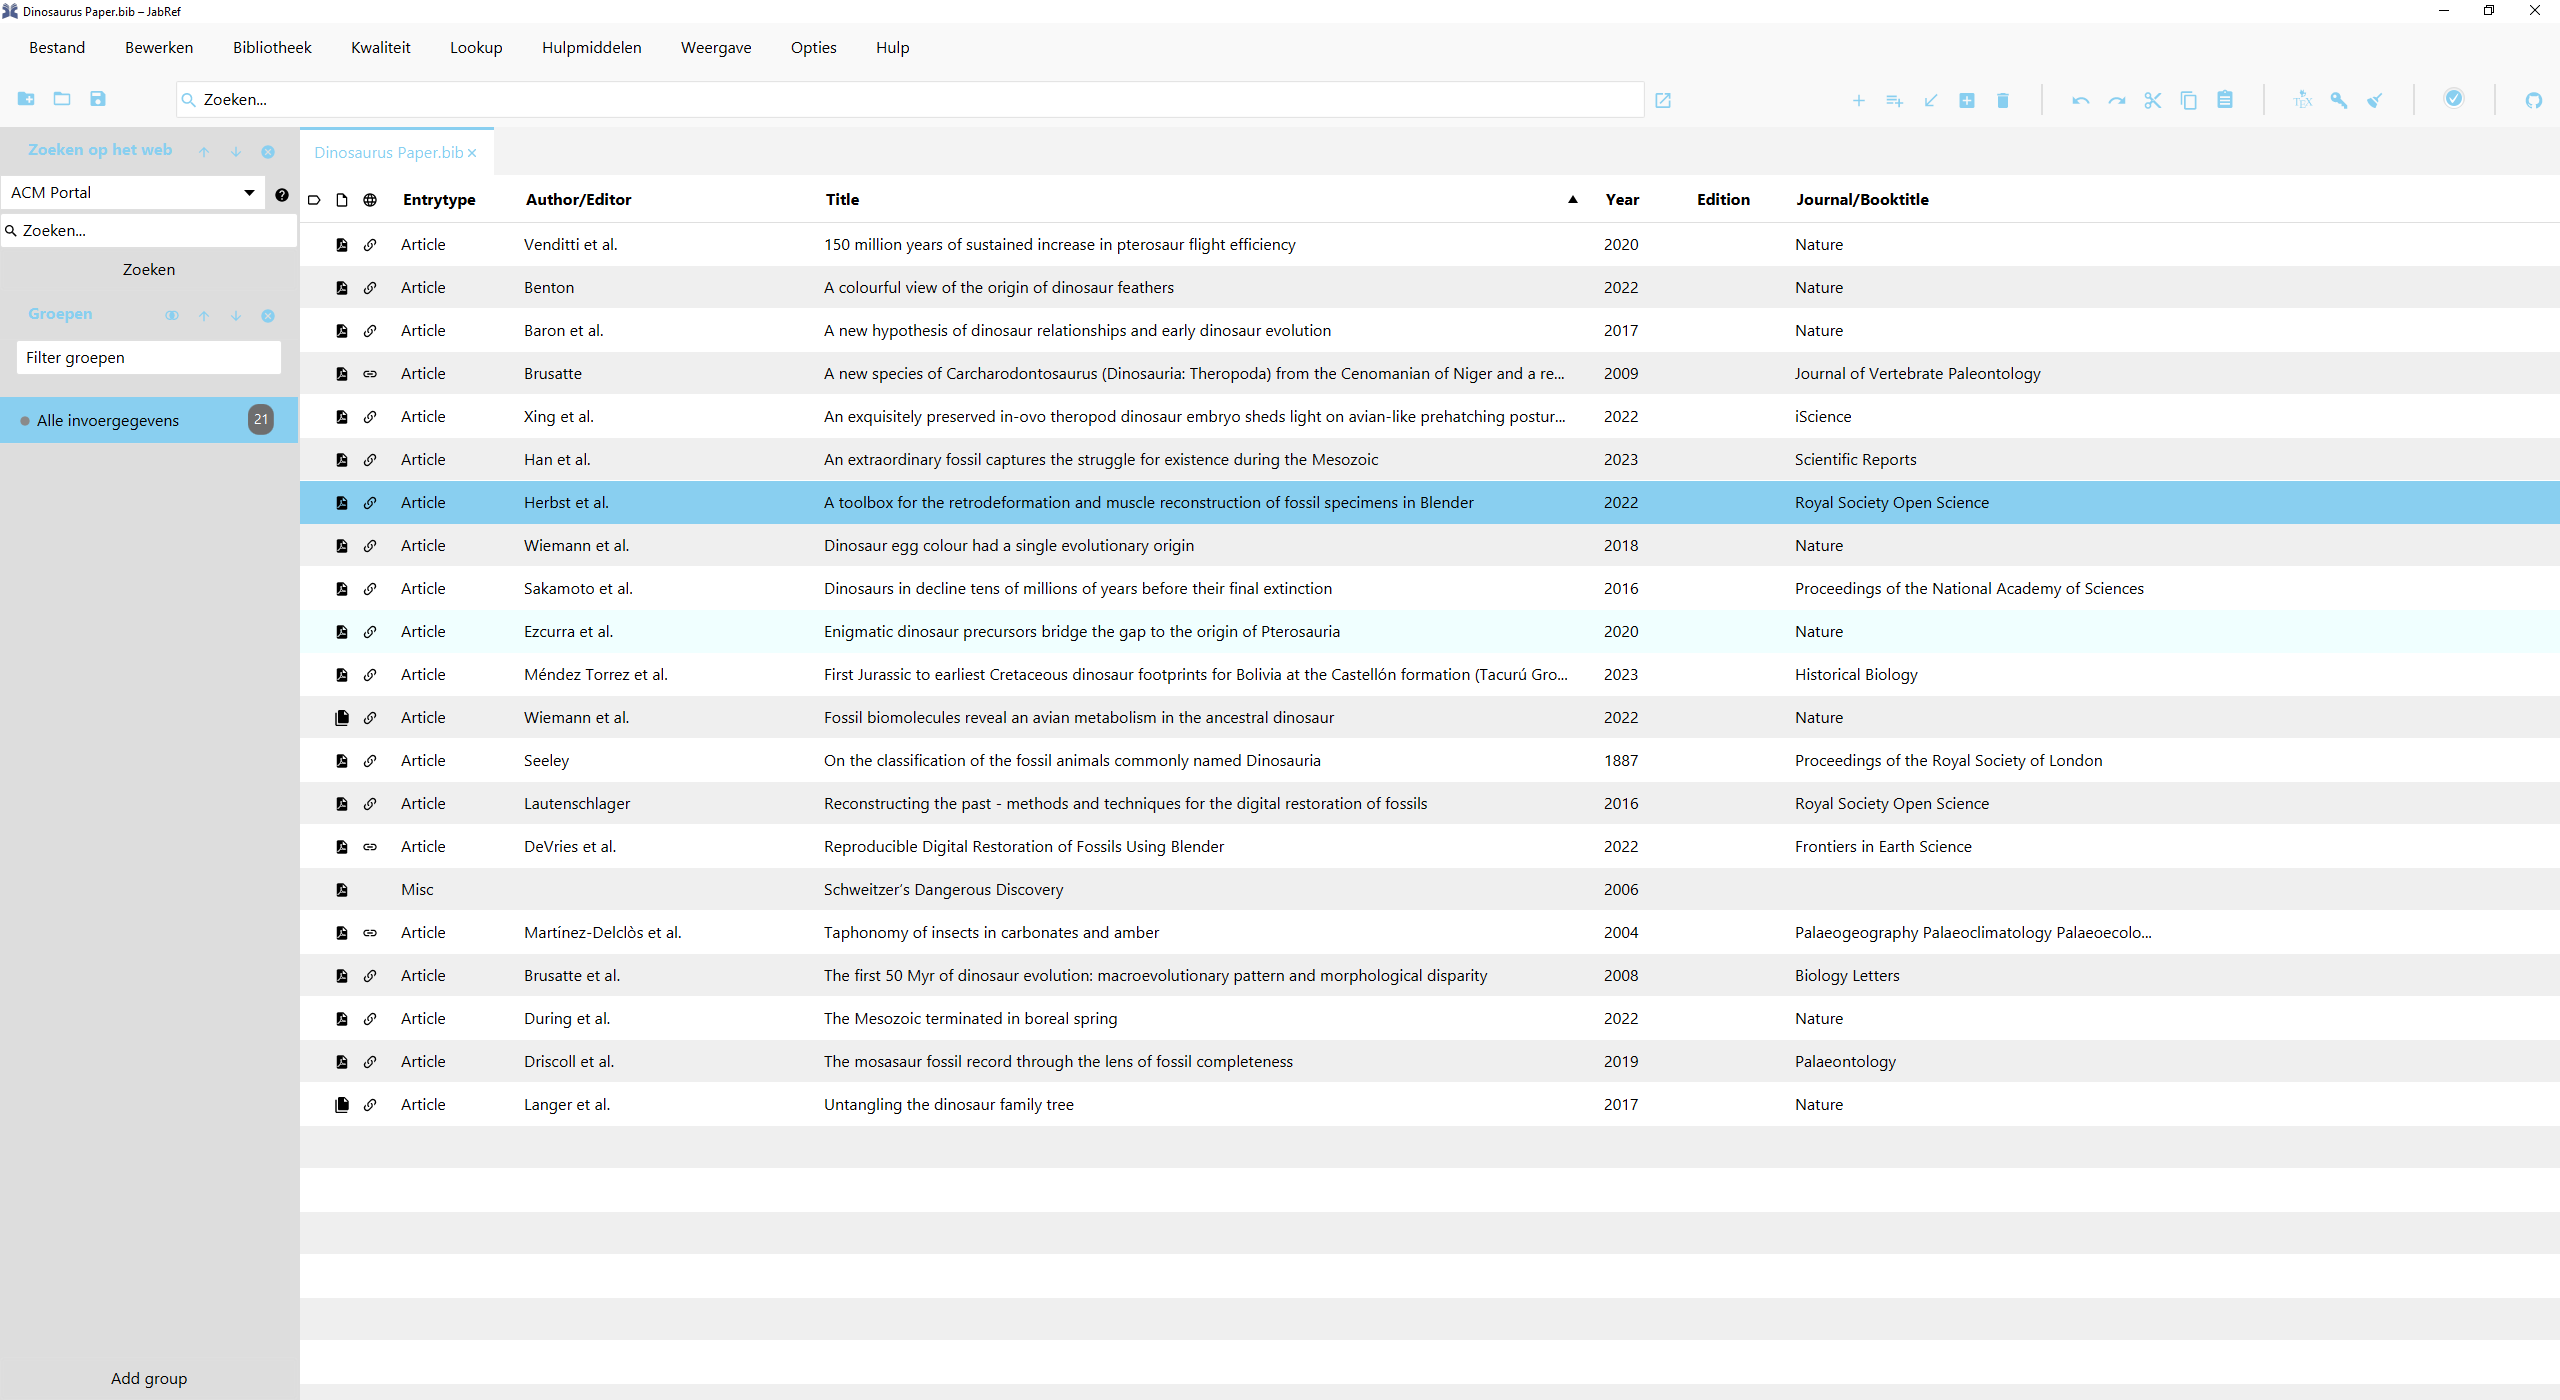 Dinosaurus Paper.bib – JabRef
Bestand Bewerken Bibliotheek Kwaliteit Lookup Hulpmiddelen Weergave Opties Hulp
Zoeken...
TEX
Zoeken op het web
ACM Portal
Zoeken...
Zoeken
Groepen
Filter groepen
Alle invoergegevens 21
Add group
Dinosaurus Paper.bib
Entrytype Author/Editor Title Year Edition Journal/Booktitle
Article Venditti et al. 150 million years of sustained increase in pterosaur flight efficiency 2020 Nature
Article Benton A colourful view of the origin of dinosaur feathers 2022 Nature
Article Baron et al. A new hypothesis of dinosaur relationships and early dinosaur evolution 2017 Nature
Article Brusatte A new species of Carcharodontosaurus (Dinosauria: Theropoda) from the Cenomanian of Niger and a re... 2009 Journal of Vertebrate Paleontology
Article Xing et al. An exquisitely preserved in-ovo theropod dinosaur embryo sheds light on avian-like prehatching postur... 2022 iScience
Article Han et al. An extraordinary fossil captures the struggle for existence during the Mesozoic 2023 Scientific Reports
Article Herbst et al. A toolbox for the retrodeformation and muscle reconstruction of fossil specimens in Blender 2022 Royal Society Open Science
Article Wiemann et al. Dinosaur egg colour had a single evolutionary origin 2018 Nature
Article Sakamoto et al. Dinosaurs in decline tens of millions of years before their final extinction 2016 Proceedings of the National Academy of Sciences
Article Ezcurra et al. Enigmatic dinosaur precursors bridge the gap to the origin of Pterosauria 2020 Nature
Article Méndez Torrez et al. First Jurassic to earliest Cretaceous dinosaur footprints for Bolivia at the Castellón formation (Tacurú Gro... 2023 Historical Biology
Article Wiemann et al. Fossil biomolecules reveal an avian metabolism in the ancestral dinosaur 2022 Nature
Article Seeley On the classification of the fossil animals commonly named Dinosauria 1887 Proceedings of the Royal Society of London
Article Lautenschlager Reconstructing the past - methods and techniques for the digital restoration of fossils 2016 Royal Society Open Science
Article DeVries et al. Reproducible Digital Restoration of Fossils Using Blender 2022 Frontiers in Earth Science
Misc Schweitzer’s Dangerous Discovery 2006
Article Martínez-Delclòs et al. Taphonomy of insects in carbonates and amber 2004 Palaeogeography Palaeoclimatology Palaeoecolo...
Article Brusatte et al. The first 50 Myr of dinosaur evolution: macroevolutionary pattern and morphological disparity 2008 Biology Letters
Article During et al. The Mesozoic terminated in boreal spring 2022 Nature
Article Driscoll et al. The mosasaur fossil record through the lens of fossil completeness 2019 Palaeontology
Article Langer et al. Untangling the dinosaur family tree 2017 Nature